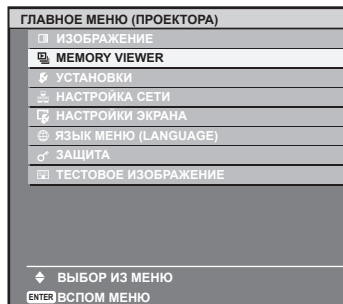 ГЛАВНОЕ МЕНЮ (ПРОЕКТОРА)
ИЗОБРАЖЕНИЕ
MEMORY VIEWER
УСТАНОВКИ
НАСТРОЙКА СЕТИ
НАСТРОЙКИ ЭКРАНА
ЯЗЫК МЕНЮ (LANGUAGE)
ЗАЩИТА
ТЕСТОВОЕ ИЗОБРАЖЕНИЕ
ВЫБОР ИЗ МЕНЮ
ENTER ВСПОМ МЕНЮ